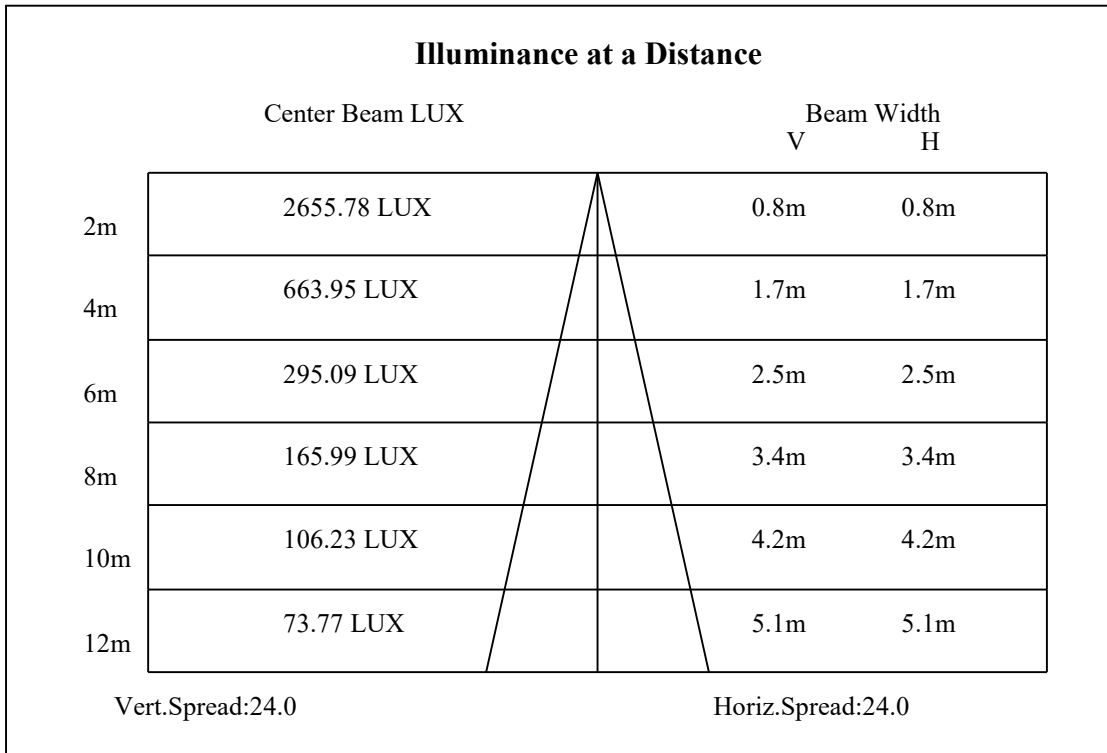 Illuminance at a Distance
Center Beam LUX Beam Width
V H
2m 2655.78 LUX 0.8m 0.8m
4m 663.95 LUX 1.7m 1.7m
6m 295.09 LUX 2.5m 2.5m
8m 165.99 LUX 3.4m 3.4m
10m 106.23 LUX 4.2m 4.2m
12m 73.77 LUX 5.1m 5.1m
Vert.Spread:24.0 Horiz.Spread:24.0